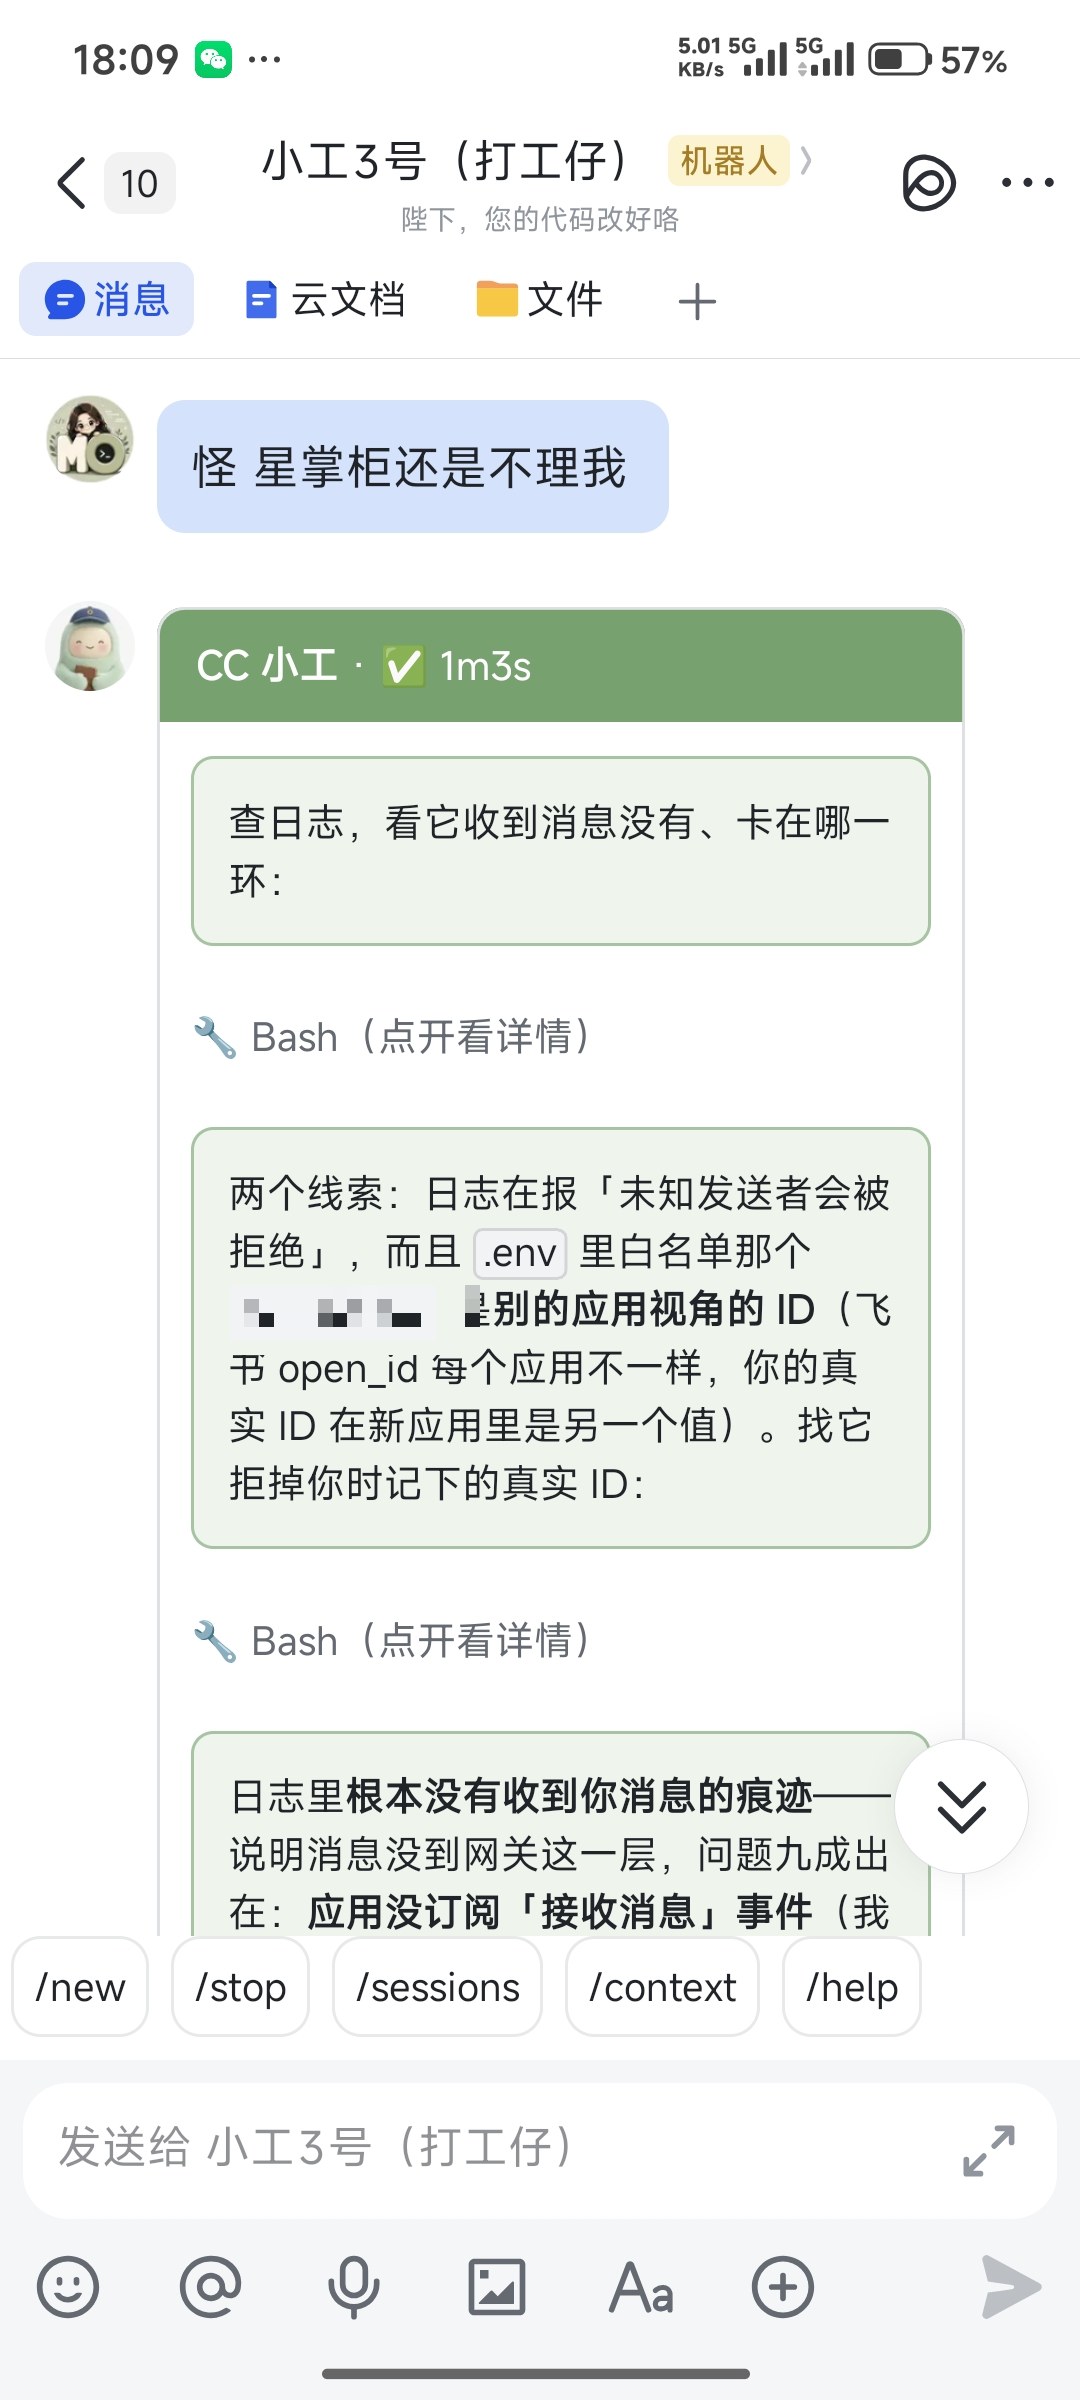 18:09 ... 5.01 KB/s 5G 5G 57%
10
小工3号（打工仔） 机器人
陛下，您的代码改好咯
消息 云文档 文件
MO
怪 星掌柜还是不理我
CC 小工 · ✅ 1m3s
查日志，看它收到消息没有、卡在哪一
环：
🔧 Bash（点开看详情）
两个线索：日志在报「未知发送者会被
拒绝」，而且 .env 里白名单那个
是别的应用视角的 ID（飞
书 open_id 每个应用不一样，你的真
实 ID 在新应用里是另一个值）。找它
拒掉你时记下的真实 ID：
🔧 Bash（点开看详情）
日志里根本没有收到你消息的痕迹——
说明消息没到网关这一层，问题九成出
在：应用没订阅「接收消息」事件（我
/new /stop /sessions /context /help
发送给 小工3号（打工仔）
Aa